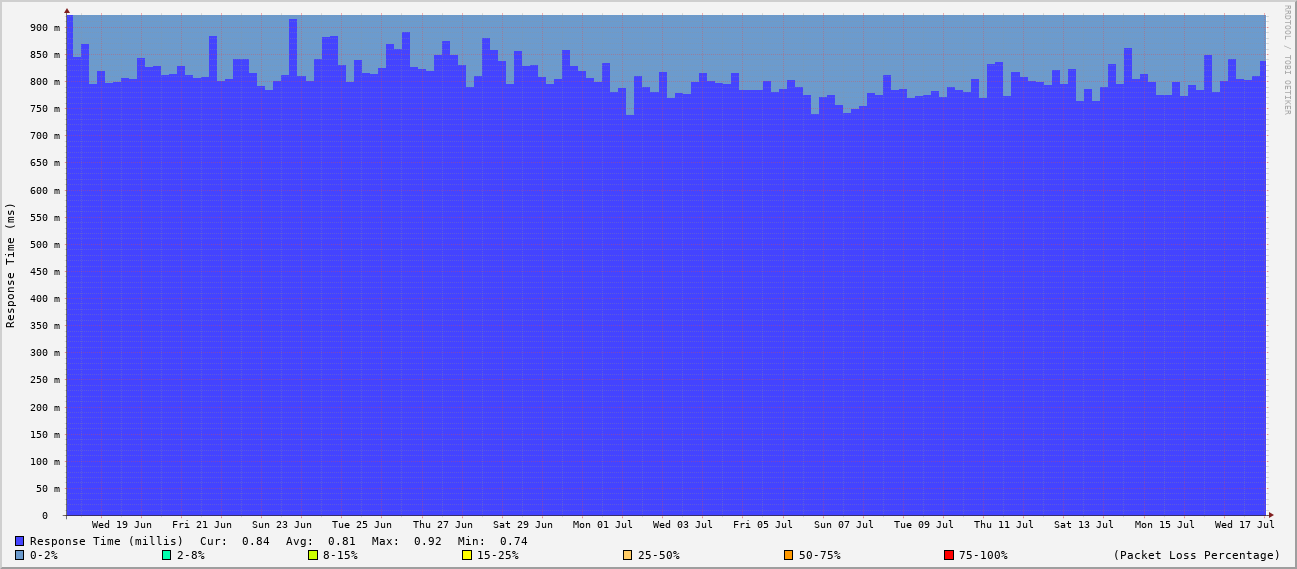 RRDTOOL / TOBI OETIKER
Response Time (ms)
900 m
850 m
800 m
750 m
700 m
650 m
600 m
550 m
500 m
450 m
400 m
350 m
300 m
250 m
200 m
150 m
100 m
50 m
0
Wed 19 Jun Fri 21 Jun Sun 23 Jun Tue 25 Jun Thu 27 Jun Sat 29 Jun Mon 01 Jul Wed 03 Jul Fri 05 Jul Sun 07 Jul Tue 09 Jul Thu 11 Jul Sat 13 Jul Mon 15 Jul Wed 17 Jul
Response Time (millis) Cur: 0.84 Avg: 0.81 Max: 0.92 Min: 0.74
0-2% 2-8% 8-15% 15-25% 25-50% 50-75% 75-100% (Packet Loss Percentage)